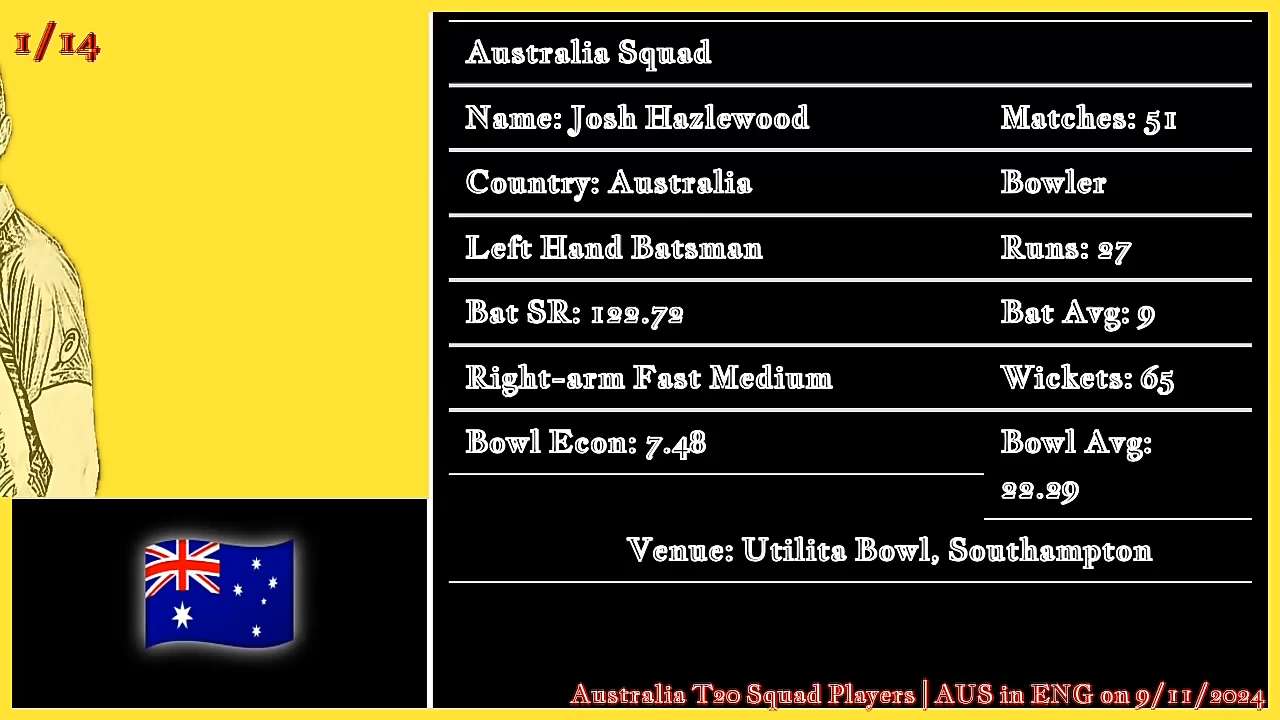 1/14
Australia Squad
Name: Josh Hazlewood Matches: 51
Country: Australia Bowler
Left Hand Batsman Runs: 27
Bat SR: 122.72 Bat Avg: 9
Right-arm Fast Medium Wickets: 65
Bowl Econ: 7.48 Bowl Avg:
22.29
Venue: Utilita Bowl, Southampton
Australia T20 Squad Players | AUS in ENG on 9/11/2024